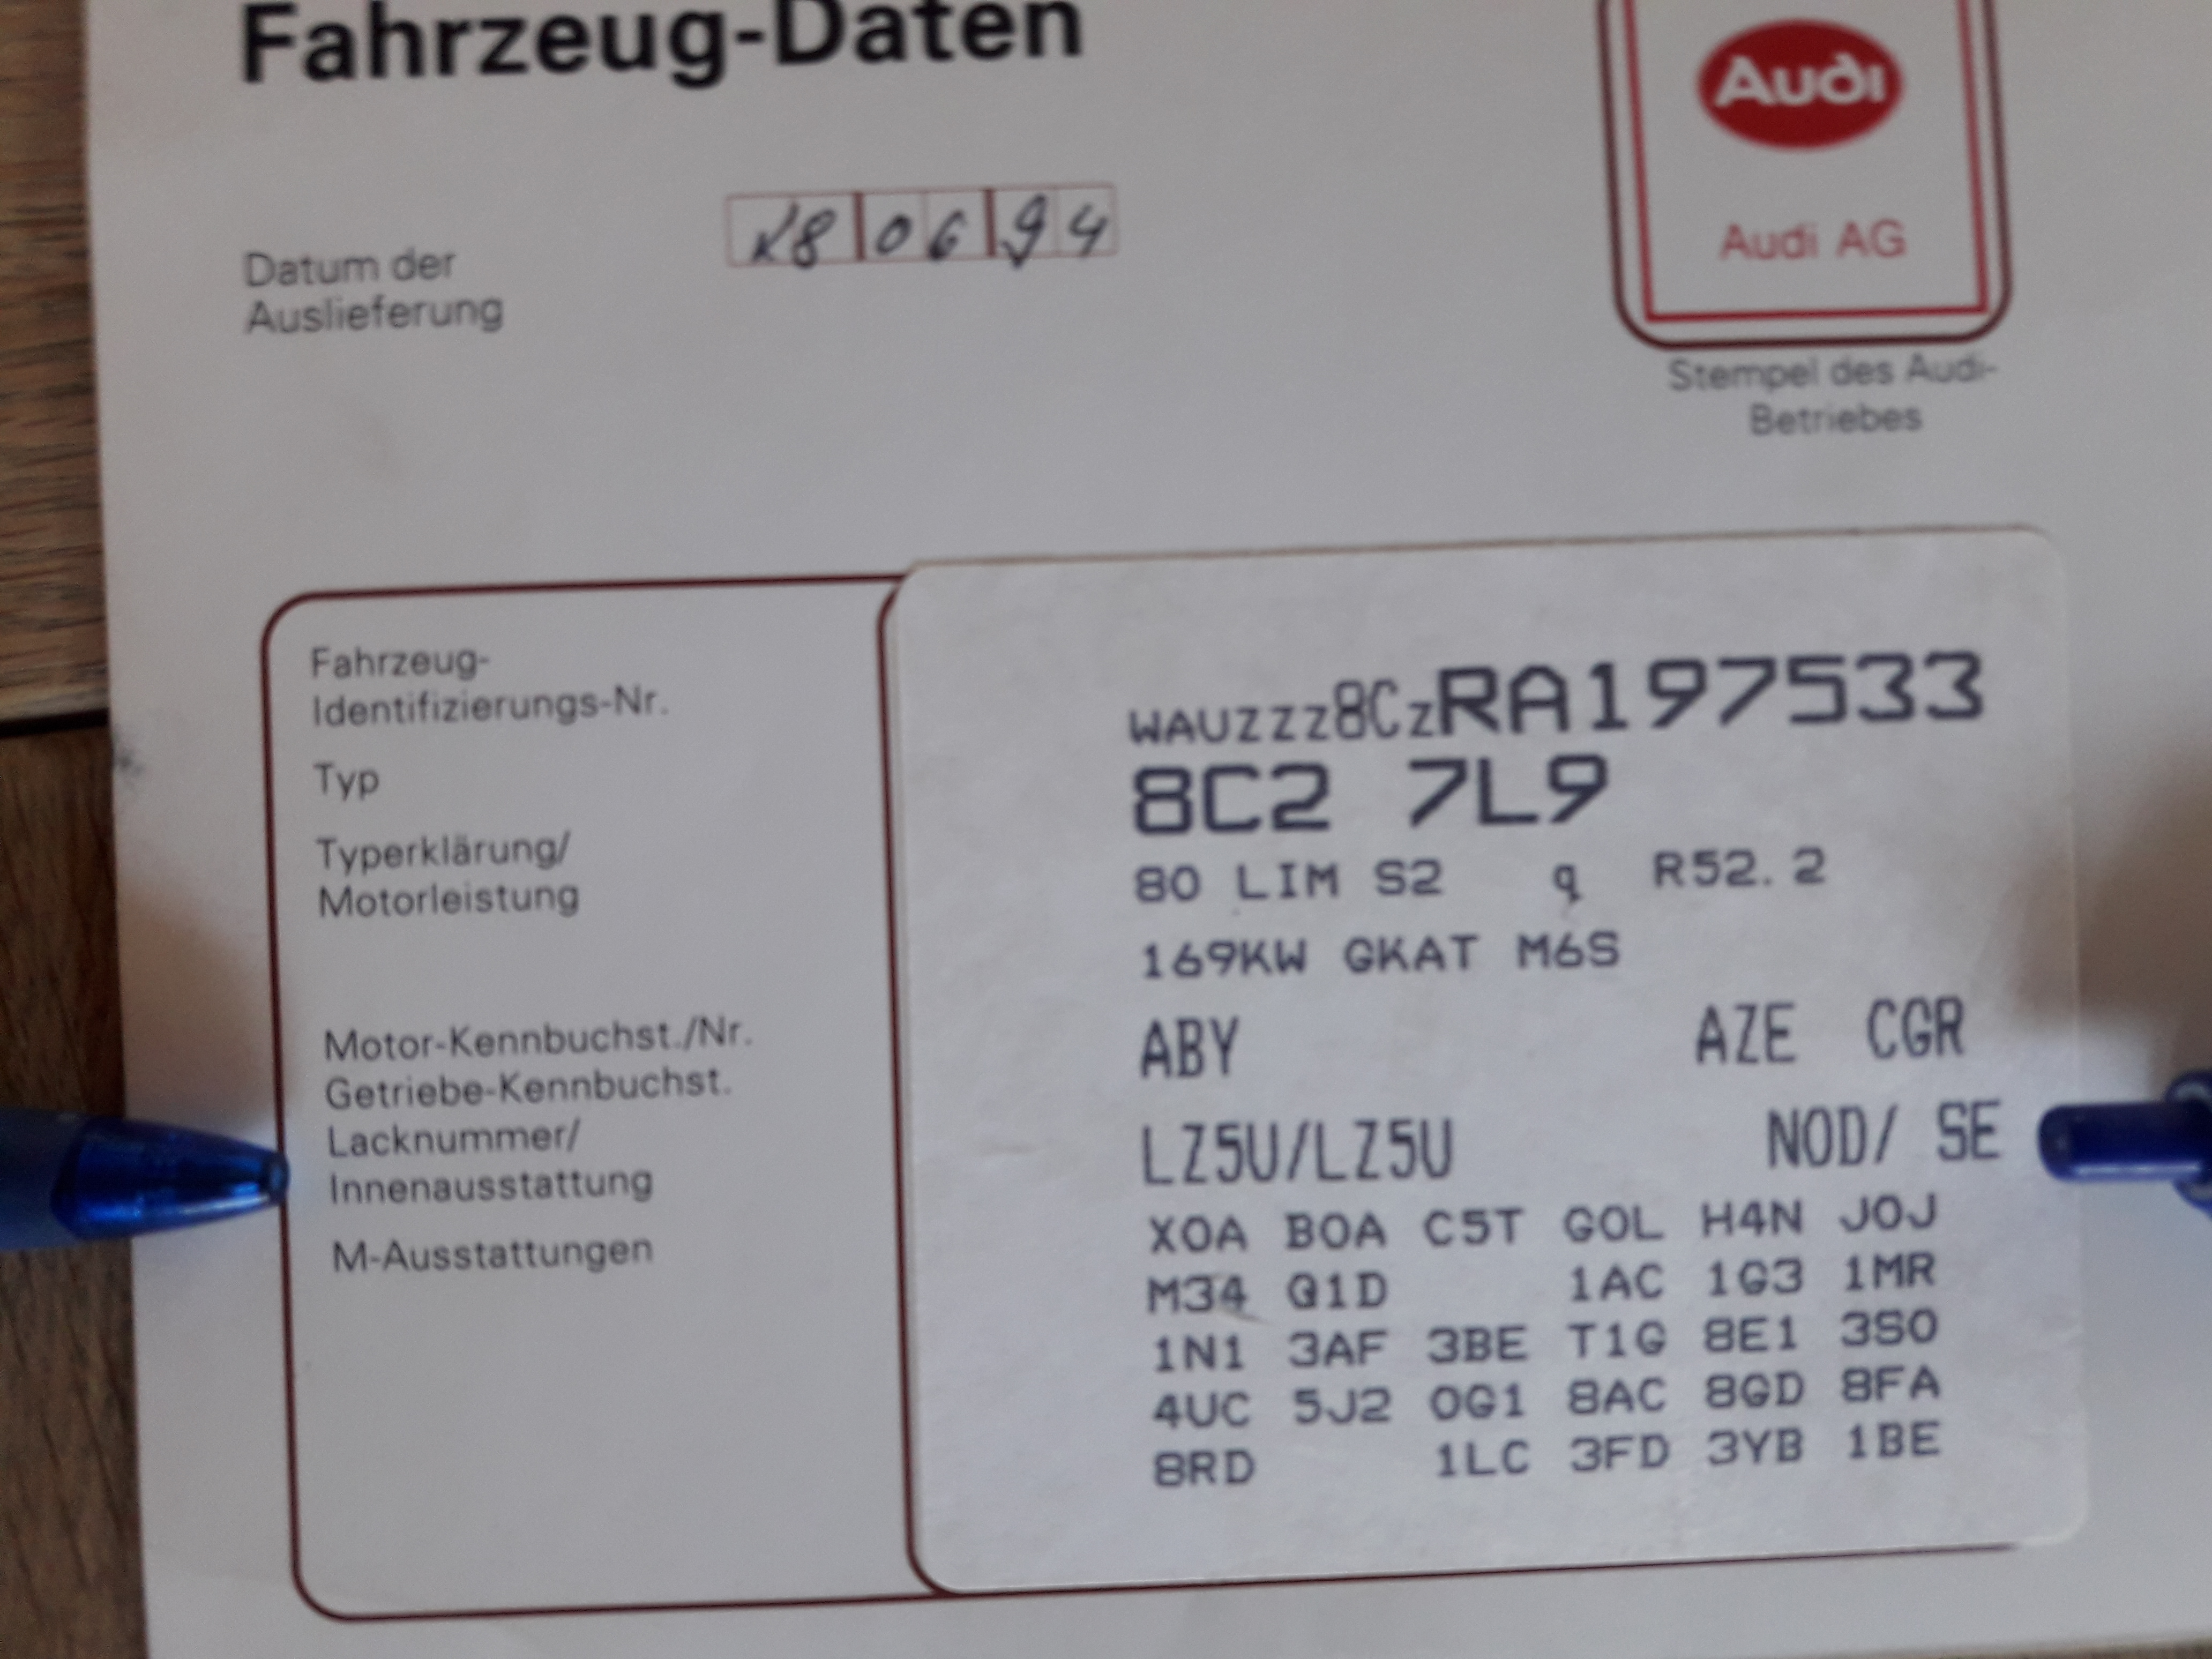 Fahrzeug-Daten
Audi
Audi AG
Datum der
Auslieferung
28 06 94
Stempel des Audi-
Betriebes
Fahrzeug-
Identifizierungs-Nr.
WAUZZZ8CZRA197533
Typ
8C2 7L9
Typerklärung/
Motorleistung
80 LIM S2 q R52. 2
169KW GKAT M6S
Motor-Kennbuchst./Nr.
Getriebe-Kennbuchst.
ABY AZE CGR
Lacknummer/
Innenausstattung
LZ5U/LZ5U NOD/ SE
M-Ausstattungen
X0A B0A C5T G0L H4N J0J
M34 Q1D 1AC 1G3 1MR
1N1 3AF 3BE T1G 8E1 3S0
4UC 5J2 0G1 8AC 8GD 8FA
8RD 1LC 3FD 3YB 1BE